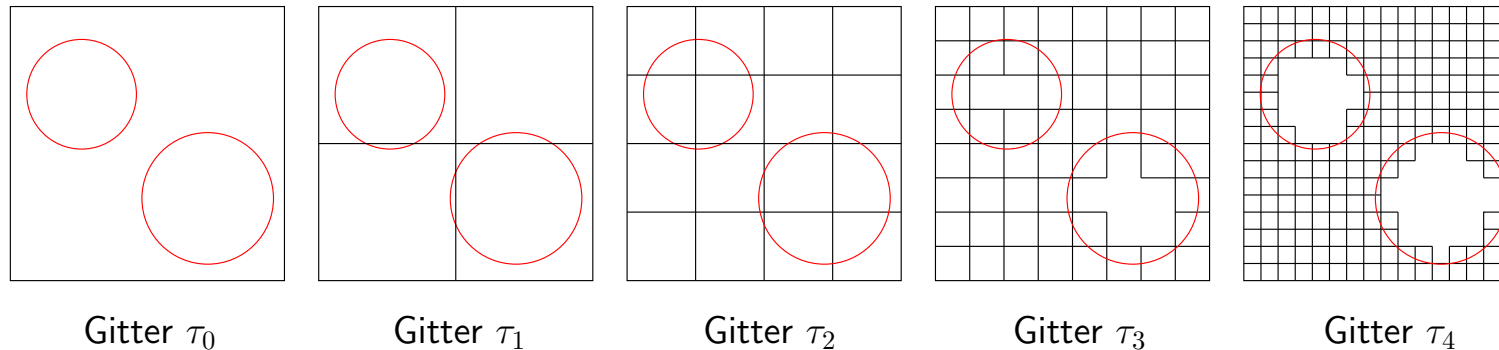 Gitter τ₀ Gitter τ₁ Gitter τ₂ Gitter τ₃ Gitter τ₄